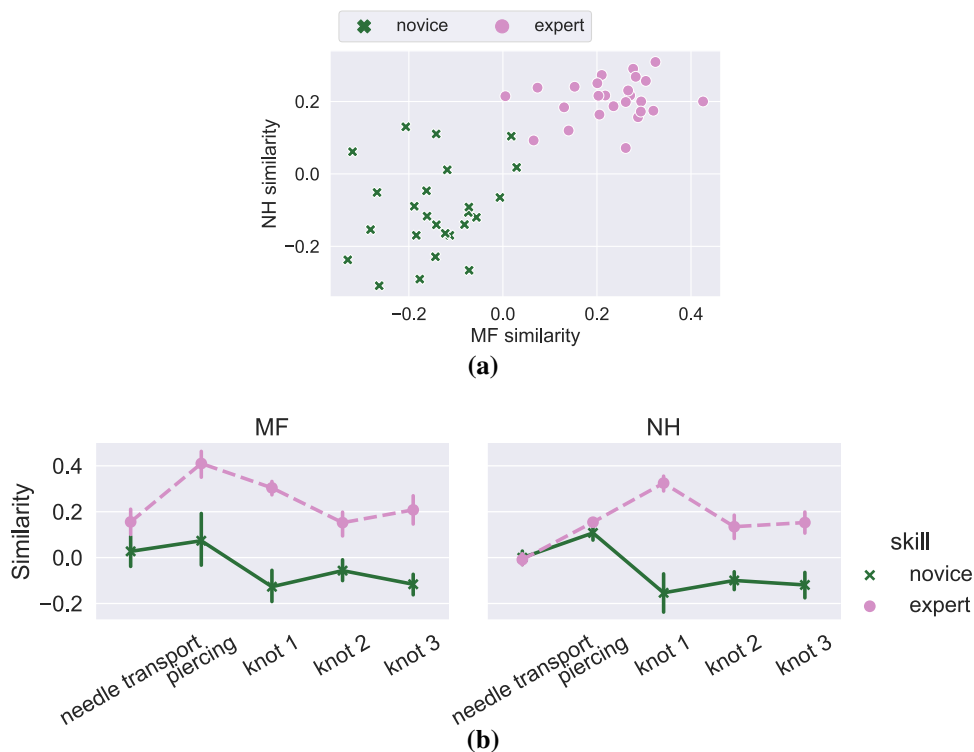 (a)
novice expert
NH similarity
0.2
0.0
−0.2
−0.2 0.0 0.2 0.4
MF similarity
(a)
MF NH
Similarity
0.4
0.2
0.0
−0.2
skill
novice
expert
needle transport piercing knot 1 knot 2 knot 3 needle transport piercing knot 1 knot 2 knot 3
(b)